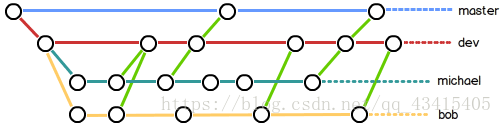 master
dev
michael
bob
https://blog.csdn.net/qq_43415405